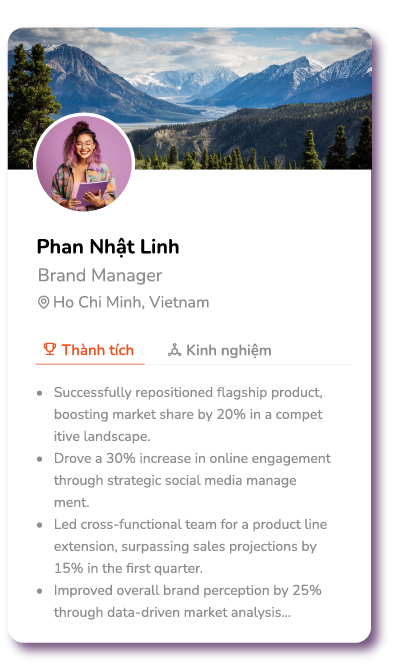 Phan Nhật Linh
Brand Manager
Ho Chi Minh, Vietnam
Thành tích Kinh nghiệm
• Successfully repositioned flagship product,
boosting market share by 20% in a compet
itive landscape.
• Drove a 30% increase in online engagement
through strategic social media manage
ment.
• Led cross-functional team for a product line
extension, surpassing sales projections by
15% in the first quarter.
• Improved overall brand perception by 25%
through data-driven market analysis...